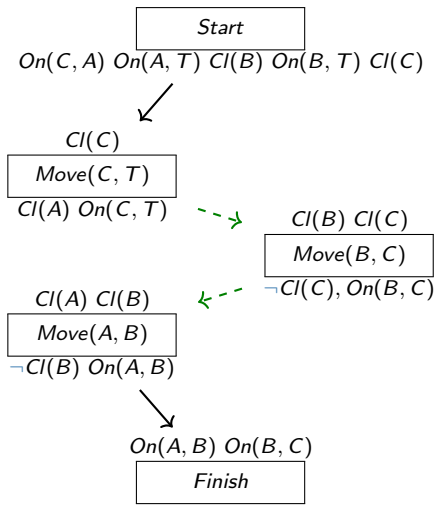 Start
On(C, A) On(A, T) Cl(B) On(B, T) Cl(C)
Cl(C)
Move(C, T)
Cl(A) On(C, T)
Cl(B) Cl(C)
Move(B, C)
¬Cl(C), On(B, C)
Cl(A) Cl(B)
Move(A, B)
¬Cl(B) On(A, B)
On(A, B) On(B, C)
Finish